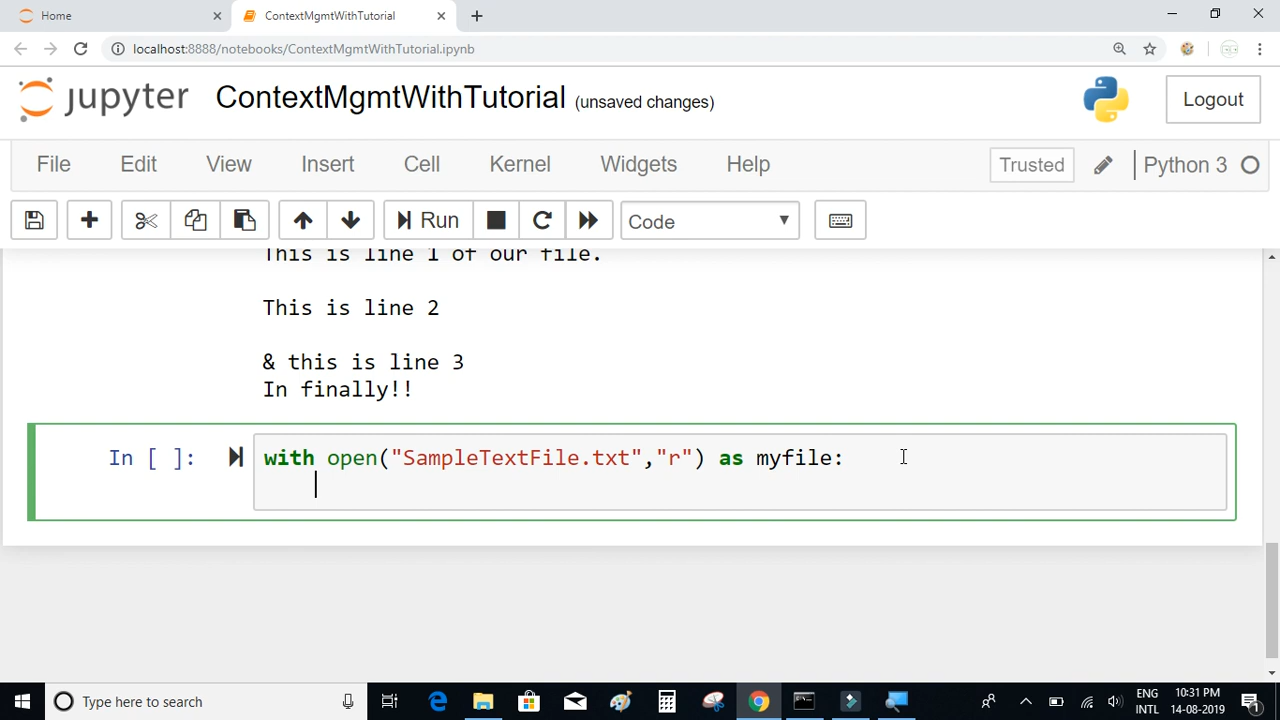 Home
ContextMgmtWithTutorial
localhost:8888/notebooks/ContextMgmtWithTutorial.ipynb
jupyter ContextMgmtWithTutorial (unsaved changes)
Logout
File Edit View Insert Cell Kernel Widgets Help
Trusted
Python 3
Run
Code
This is line 1 of our file.
This is line 2
& this is line 3
In finally!!
In [ ]: with open("SampleTextFile.txt","r") as myfile:
Type here to search
ENG
INTL
10:31 PM
14-08-2019
1